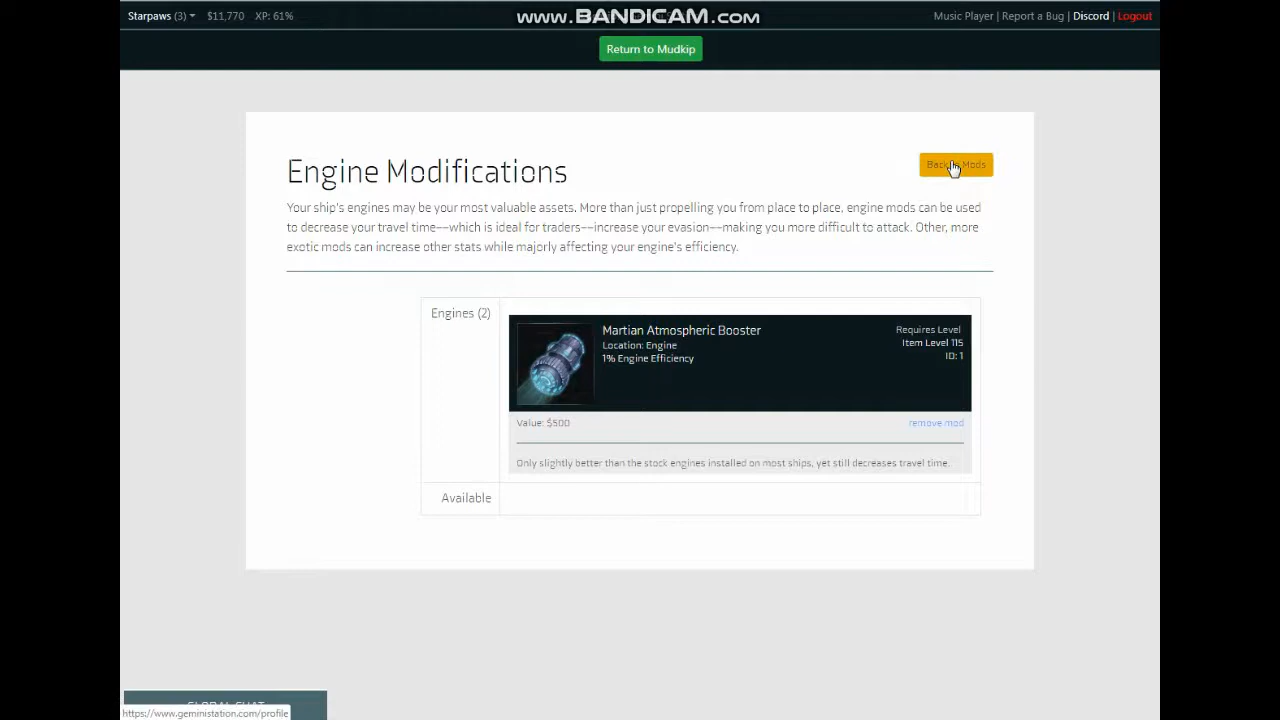 Starpaws (3) $11,770 XP: 61%
www.BANDICAM.com
Music Player | Report a Bug | Discord | Logout
Return to Mudkip
Engine Modifications
Back Mods
Your ship's engines may be your most valuable assets. More than just propelling you from place to place, engine mods can be used
to decrease your travel time––which is ideal for traders––increase your evasion––making you more difficult to attack. Other, more
exotic mods can increase other stats while majorly affecting your engine's efficiency.
Engines (2)
Martian Atmospheric Booster
Location: Engine
1% Engine Efficiency
Requires Level
Item Level 115
ID: 1
Value: $500
remove mod
Only slightly better than the stock engines installed on most ships, yet still decreases travel time.
Available
GLOBAL CHAT
https://www.geministation.com/profile